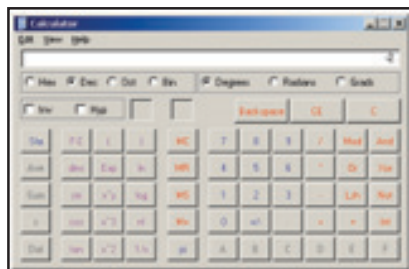 Calculator
Edit View Help
Hex Dec Oct Bin Degrees Radians Grads
Inv Hyp Backspace CE C
Sta F-E ( ) MC 7 8 9 / Mod And
Ave dms Exp ln MR 4 5 6 * Or Xor
Sum sin x^y log MS 1 2 3 - Lsh Not
s cos x^3 n! M+ 0 +/- + = Int
Dat tan x^2 1/x pi A B C D E F